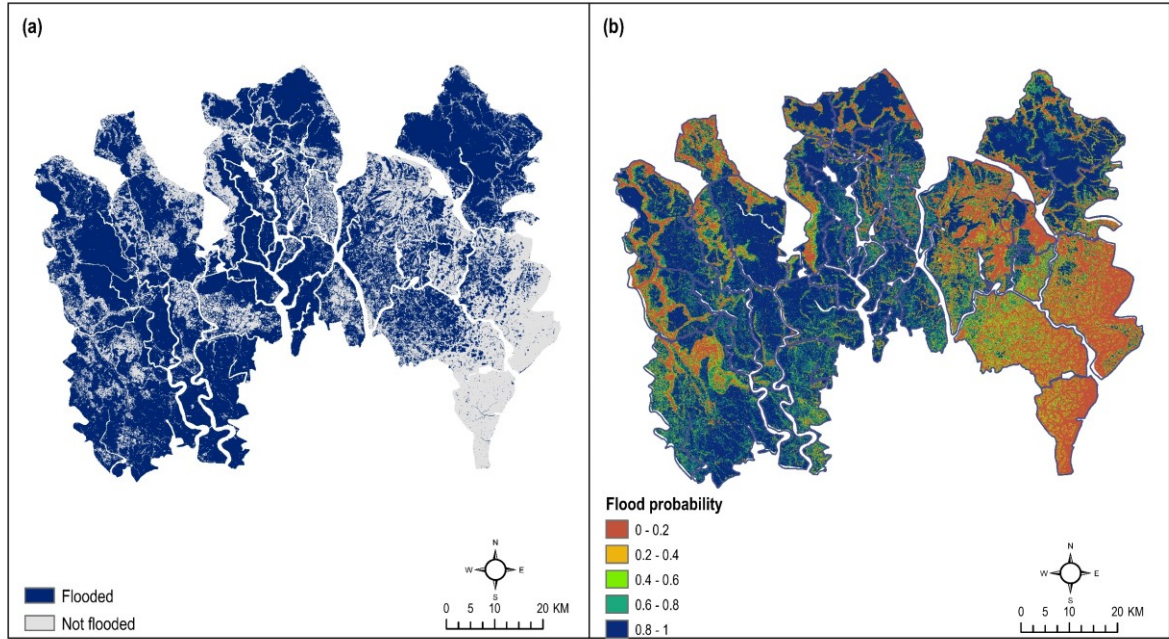 (a)
N
W E
S
Flooded
Not flooded
0 5 10 20 KM
(b)
Flood probability
0 - 0.2
0.2 - 0.4
0.4 - 0.6
0.6 - 0.8
0.8 - 1
N
W E
S
0 5 10 20 KM